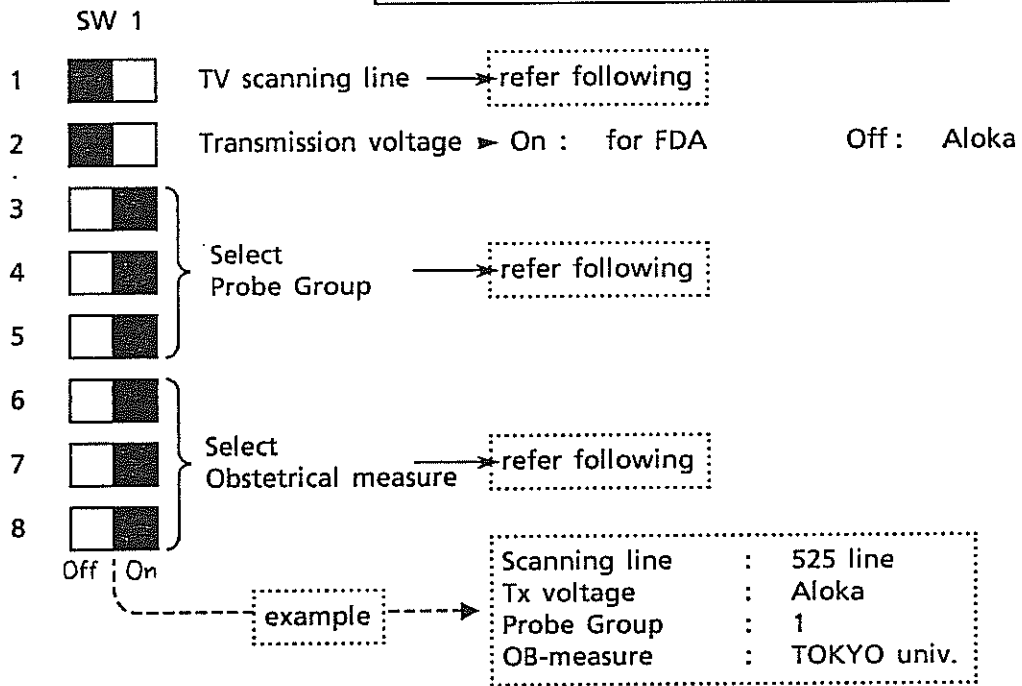 SW 1
1 TV scanning line refer following
2 Transmission voltage On : for FDA Off : Aloka
3
4 Select Probe Group refer following
5
6
7 Select Obstetrical measure refer following
8
Off On
example
Scanning line : 525 line
Tx voltage : Aloka
Probe Group : 1
OB-measure : TOKYO univ.